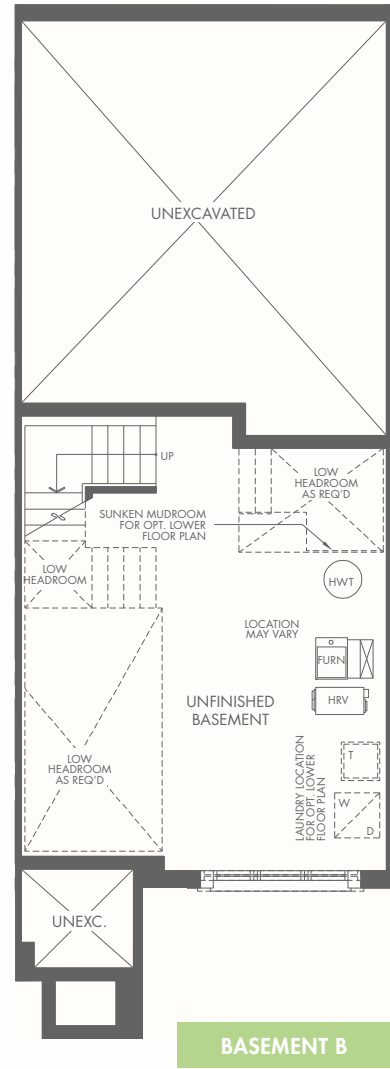 UNEXCAVATED
UP
LOW
HEADROOM
AS REQ'D
SUNKEN MUDROOM
FOR OPT. LOWER
FLOOR PLAN
LOW
HEADROOM
HWT
LOCATION
MAY VARY
FURN.
HRV
UNFINISHED
BASEMENT
LOW
HEADROOM
AS REQ'D
LAUNDRY LOCATION
FOR OPT. LOWER
FLOOR PLAN
T
W
D
UNEXC.
BASEMENT B